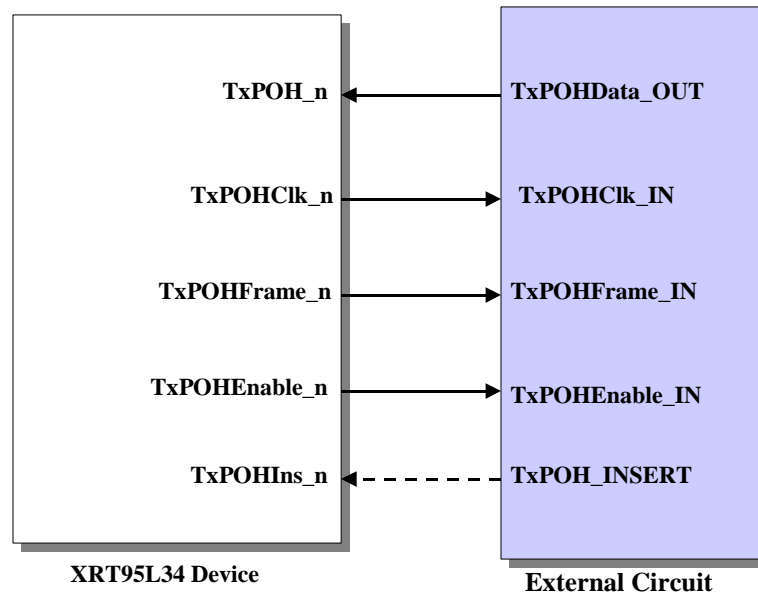 TxPOH_n
TxPOHData_OUT
TxPOHClk_n
TxPOHClk_IN
TxPOHFrame_n
TxPOHFrame_IN
TxPOHEnable_n
TxPOHEnable_IN
TxPOHIns_n
TxPOH_INSERT
XRT95L34 Device
External Circuit